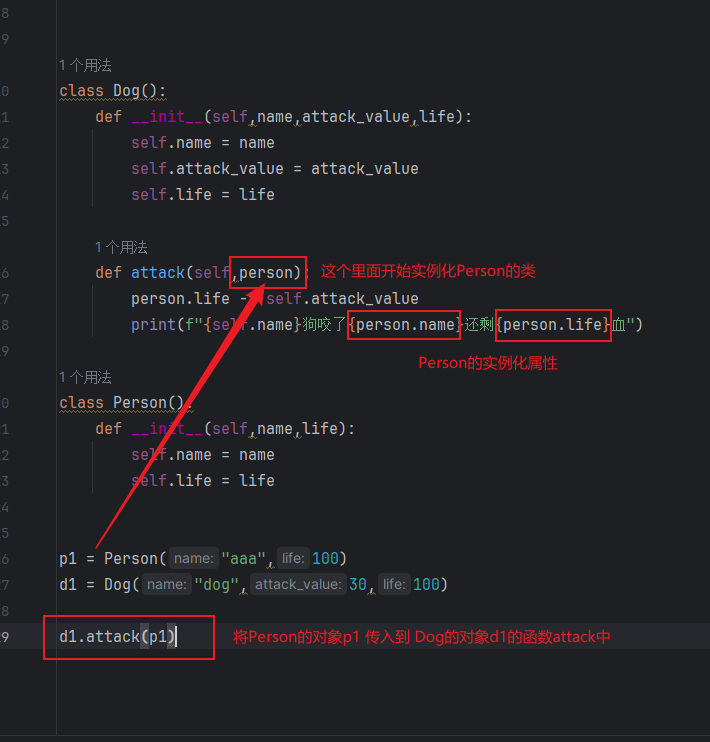 8
9
1 个用法
0 class Dog():
1 def __init__(self,name,attack_value,life):
2 self.name = name
3 self.attack_value = attack_value
4 self.life = life
5
1 个用法
6 def attack(self,person): 这个里面开始实例化Person的类
7 person.life - self.attack_value
8 print(f"{self.name}狗咬了{person.name}还剩{person.life}血")
9 Person的实例化属性
1 个用法
0 class Person():
1 def __init__(self,name,life):
2 self.name = name
3 self.life = life
4
5
6 p1 = Person( name: "aaa", life: 100)
7 d1 = Dog( name: "dog", attack_value: 30, life: 100)
8
9 d1.attack(p1) 将Person的对象p1 传入到 Dog的对象d1的函数attack中